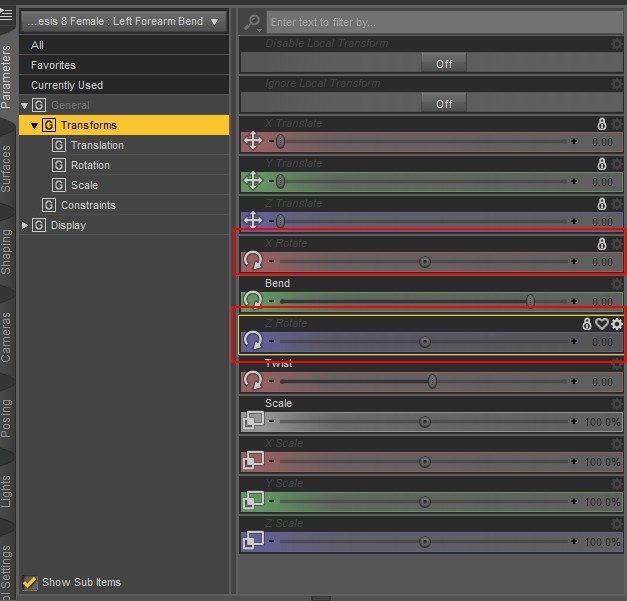 ...esis 8 Female : Left Forearm Bend
Enter text to filter by...
All
Favorites
Currently Used
General
Transforms
Translation
Rotation
Scale
Constraints
Display
Show Sub Items
Parameters
Surfaces
Shaping
Cameras
Posing
Lights
ol Settings
Disable Local Transform
Off
Ignore Local Transform
Off
X Translate
0.00
Y Translate
0.00
Z Translate
0.00
X Rotate
0.00
Bend
0.00
Z Rotate
0.00
Twist
0.00
Scale
100.0%
X Scale
100.0%
Y Scale
100.0%
Z Scale
100.0%